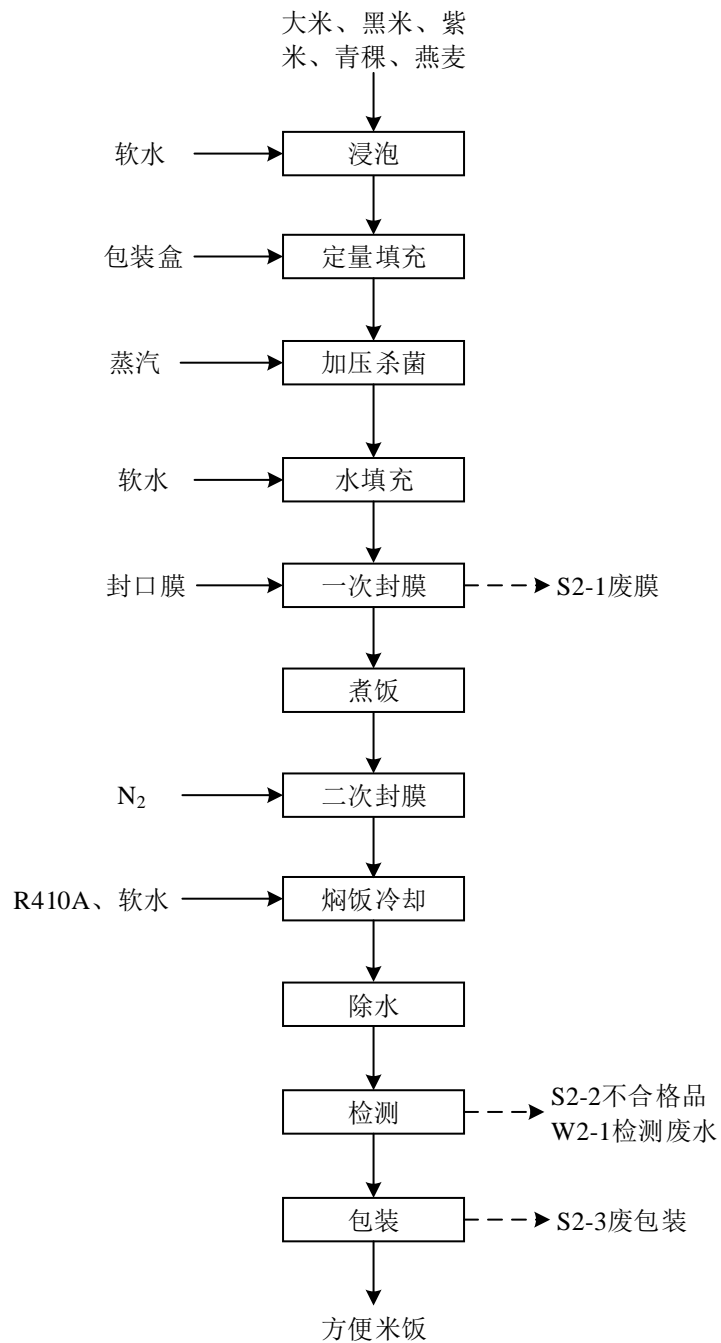 大米、黑米、紫
米、青稞、燕麦
软水
浸泡
包装盒
定量填充
蒸汽
加压杀菌
软水
水填充
封口膜
一次封膜
S2-1废膜
煮饭
N₂
二次封膜
R410A、软水
焖饭冷却
除水
检测
S2-2不合格品
W2-1检测废水
包装
S2-3废包装
方便米饭